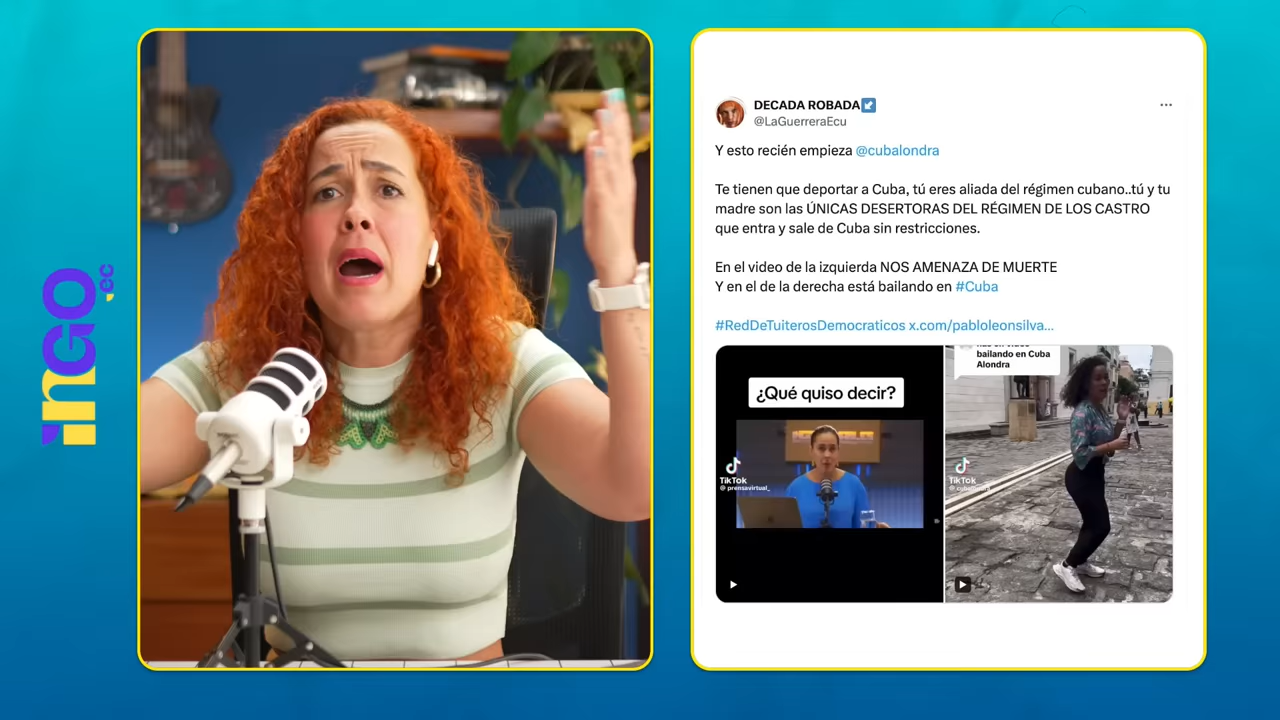 inGO.ec
DECADA ROBADA
@LaGuerreraEcu
Y esto recién empieza @cubalondra
Te tienen que deportar a Cuba, tú eres aliada del régimen cubano..tú y tu
madre son las ÚNICAS DESERTORAS DEL RÉGIMEN DE LOS CASTRO
que entra y sale de Cuba sin restricciones.
En el video de la izquierda NOS AMENAZA DE MUERTE
Y en el de la derecha está bailando en #Cuba
#RedDeTuiterosDemocraticos x.com/pabloleonsilva...
¿Qué quiso decir?
TikTok
@prensavirtual_
bailando en Cuba
Alondra
TikTok